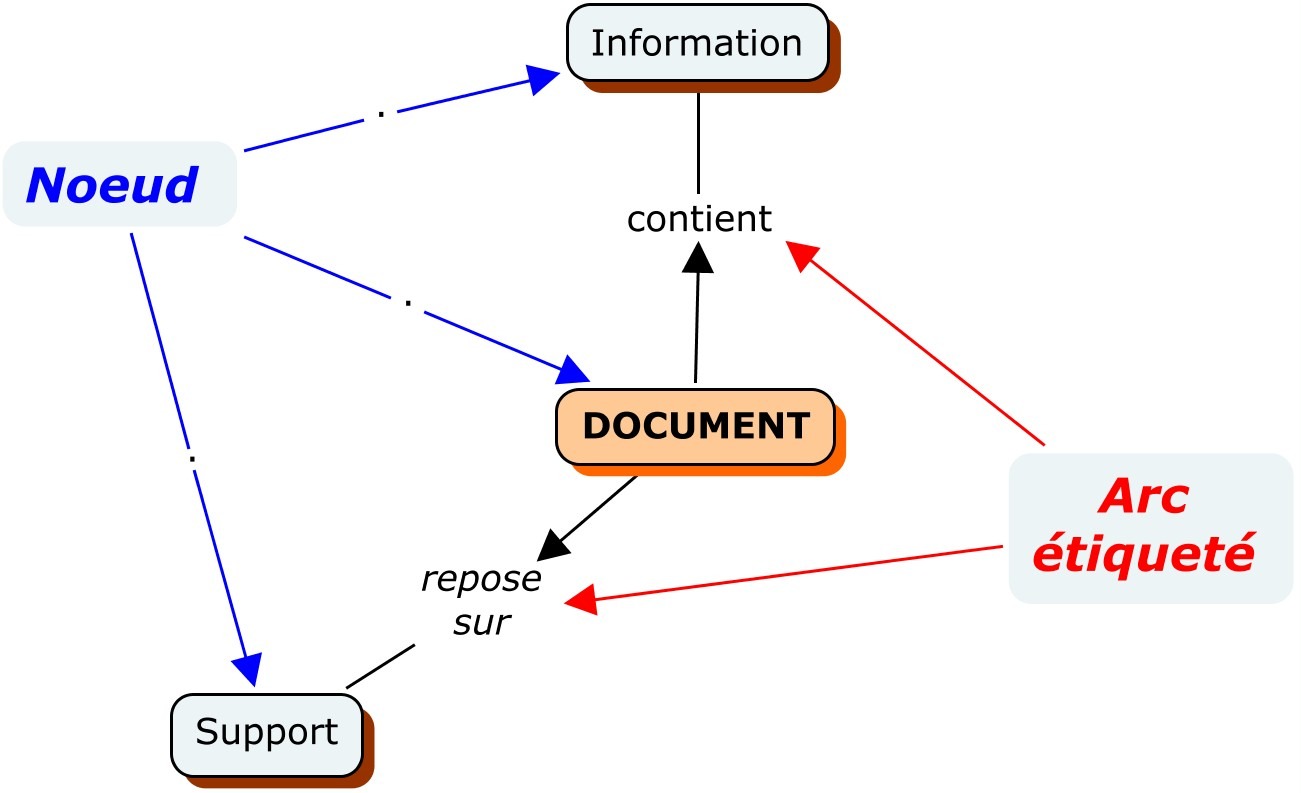 Information
Noeud
contient
DOCUMENT
Arc
étiqueté
repose
sur
Support